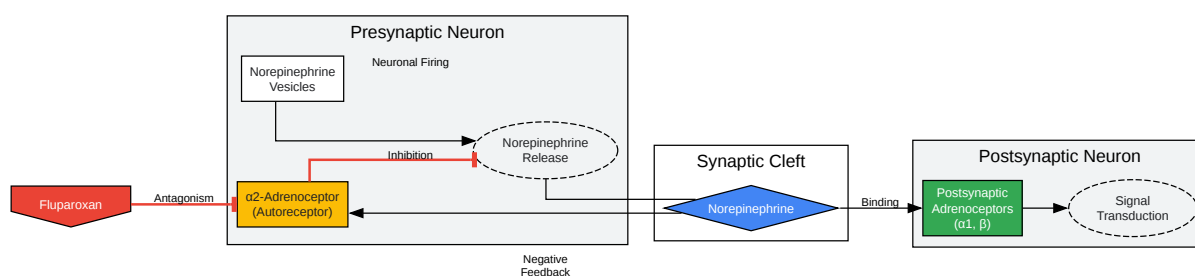 Presynaptic Neuron
Norepinephrine
Vesicles
Neuronal Firing
Norepinephrine
Release
Inhibition
Fluparoxan
Antagonism
α2-Adrenoceptor
(Autoreceptor)
Negative
Feedback
Synaptic Cleft
Norepinephrine
Binding
Postsynaptic Neuron
Postsynaptic
Adrenoceptors
(α1, β)
Signal
Transduction